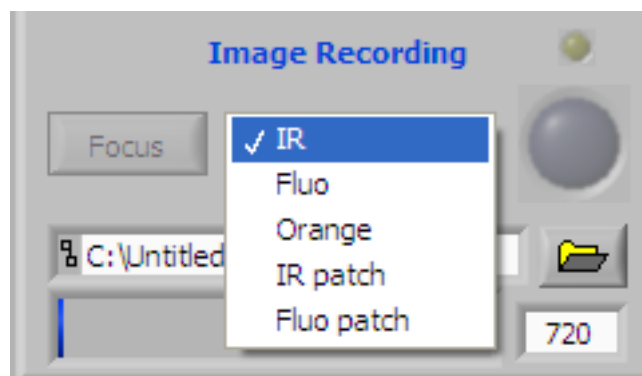 Image Recording
Focus
IR
Fluo
Orange
IR patch
Fluo patch
C:\Untitled
720